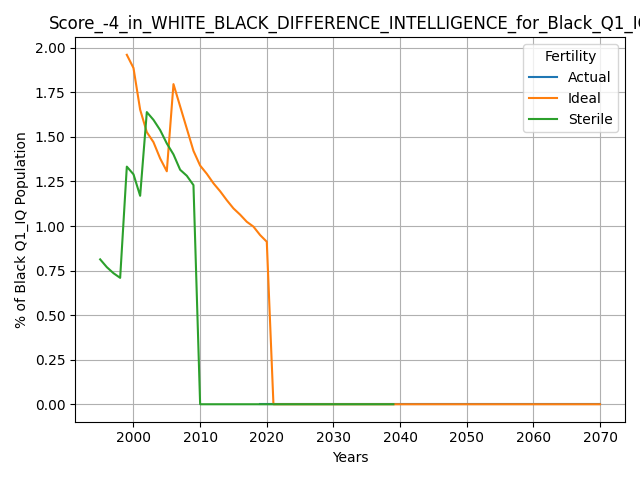 Score_-4_in_WHITE_BLACK_DIFFERENCE_INTELLIGENCE_for_Black_Q1_I
% of Black Q1_IQ Population
2.00
1.75
1.50
1.25
1.00
0.75
0.50
0.25
0.00
Fertility
Actual
Ideal
Sterile
2000 2010 2020 2030 2040 2050 2060 2070
Years